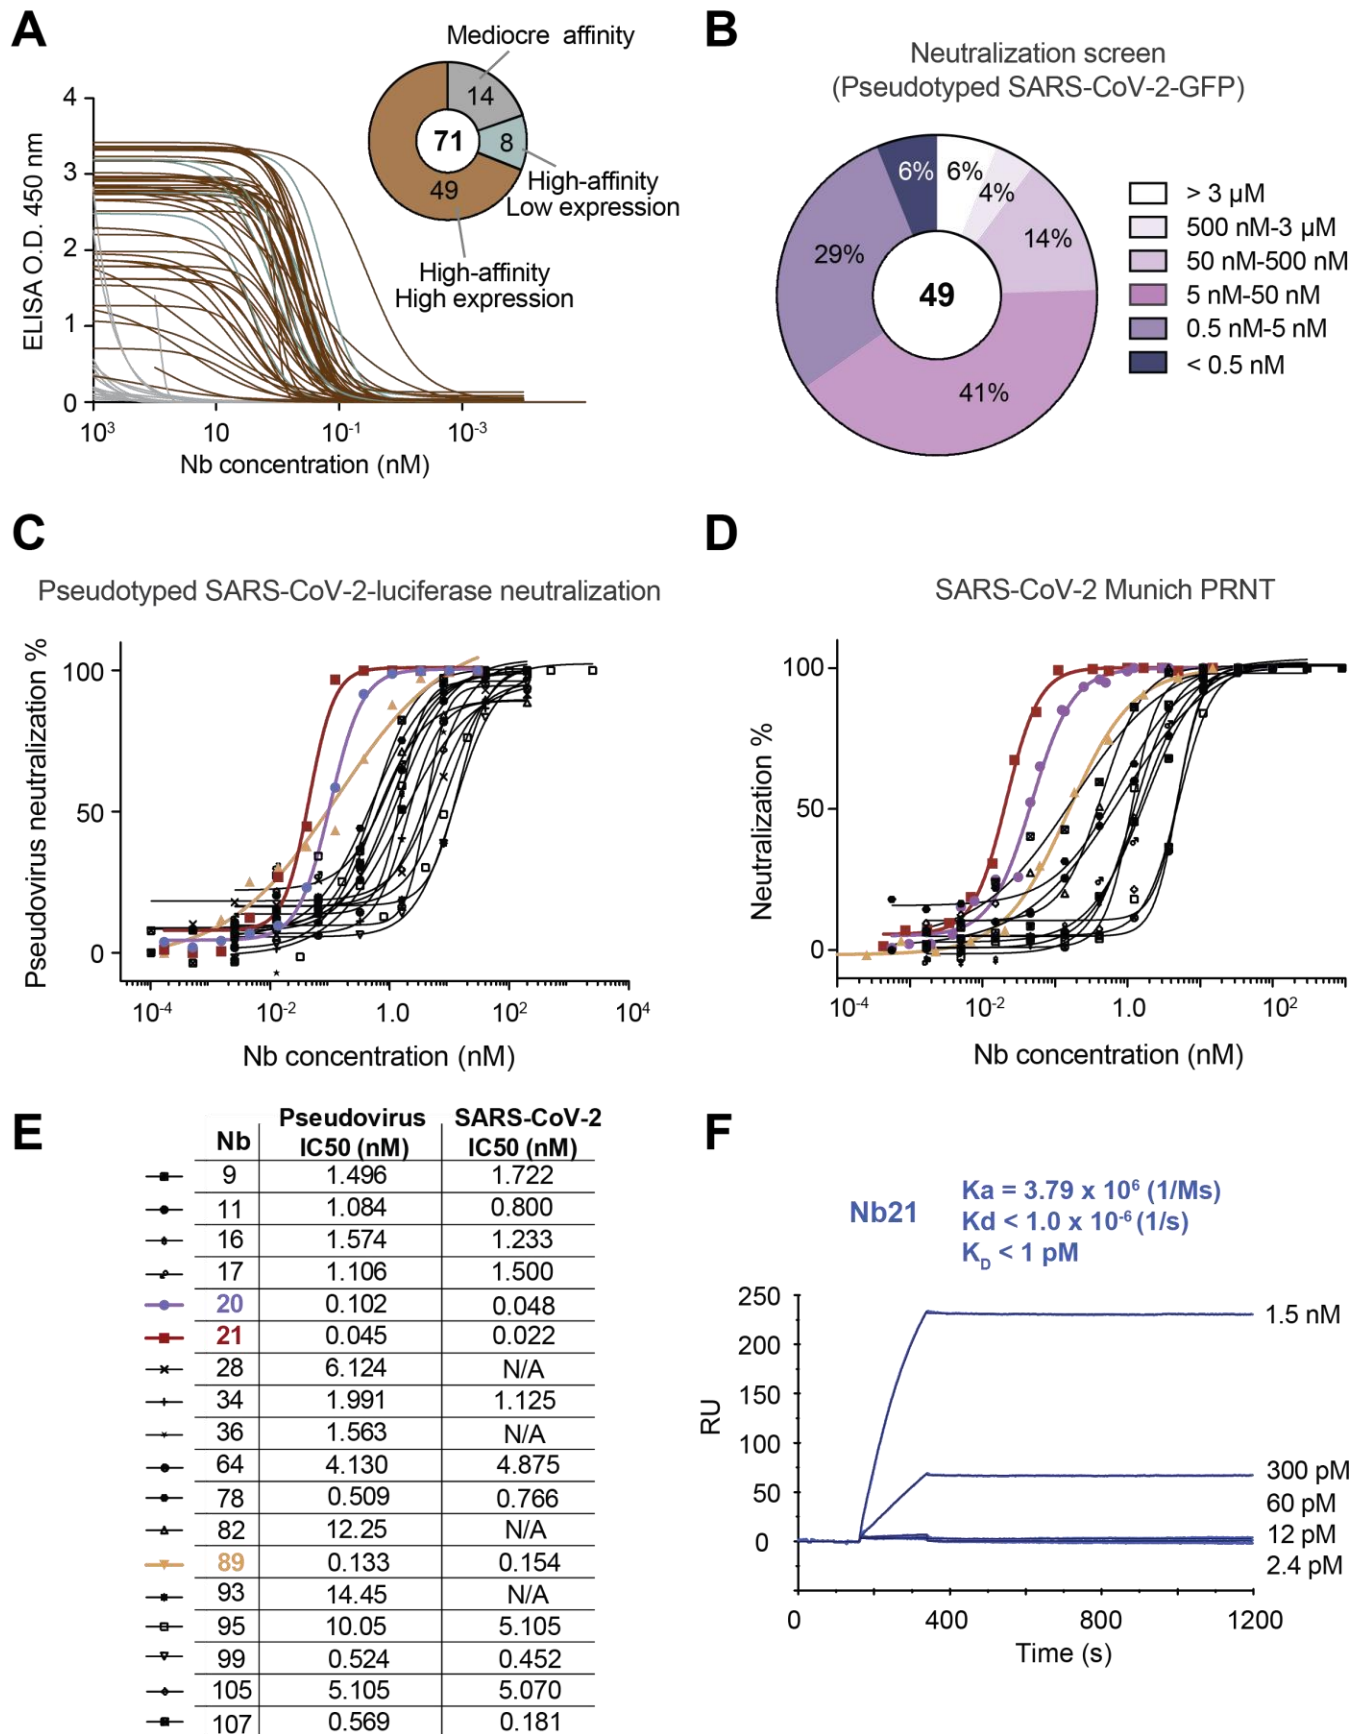 A
Mediocre affinity
14
71
8
49
High-affinity
Low expression
High-affinity
High expression
4
3
2
1
0
ELISA O.D. 450 nm
10³
10
10⁻¹
10⁻³
Nb concentration (nM)
B
Neutralization screen
(Pseudotyped SARS-CoV-2-GFP)
6%
6%
4%
14%
29%
49
41%
> 3 µM
500 nM-3 µM
50 nM-500 nM
5 nM-50 nM
0.5 nM-5 nM
< 0.5 nM
C
Pseudotyped SARS-CoV-2-luciferase neutralization
Pseudovirus neutralization %
100
50
0
10⁻⁴
10⁻²
1.0
10²
10⁴
Nb concentration (nM)
D
SARS-CoV-2 Munich PRNT
Neutralization %
100
50
0
10⁻⁴
10⁻²
1.0
10²
Nb concentration (nM)
E
Nb Pseudovirus IC50 (nM) SARS-CoV-2 IC50 (nM)
9 1.496 1.722
11 1.084 0.800
16 1.574 1.233
17 1.106 1.500
20 0.102 0.048
21 0.045 0.022
28 6.124 N/A
34 1.991 1.125
36 1.563 N/A
64 4.130 4.875
78 0.509 0.766
82 12.25 N/A
89 0.133 0.154
93 14.45 N/A
95 10.05 5.105
99 0.524 0.452
105 5.105 5.070
107 0.569 0.181
F
Nb21
Ka = 3.79 x 10⁶ (1/Ms)
Kd < 1.0 x 10⁻⁶ (1/s)
K_D < 1 pM
RU
250
200
150
100
50
0
1.5 nM
300 pM
60 pM
12 pM
2.4 pM
0
400
800
1200
Time (s)